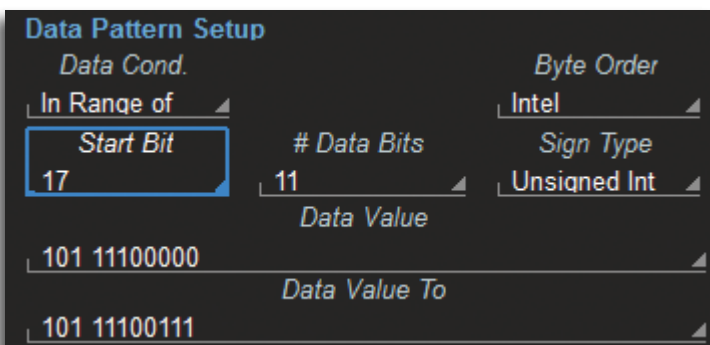 Data Pattern Setup
Data Cond. Byte Order
In Range of Intel
Start Bit # Data Bits Sign Type
17 11 Unsigned Int
Data Value
101 11100000
Data Value To
101 11100111